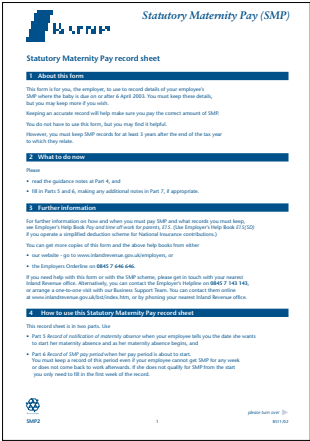 Statutory Maternity Pay (SMP)
Statutory Maternity Pay record sheet
1 About this form
This form is for you, the employer, to use to record details of your employee's
SMP where the baby is due on or after 6 April 2003. You must keep these details,
but you may keep more if you wish.
Keeping an accurate record will help make sure you pay the correct amount of SMP.
You do not have to use this form, but you may find it helpful.
However, you must keep SMP records for at least 3 years after the end of the tax year
to which they relate.
2 What to do now
Please
• read the guidance notes at Part 4, and
• fill in Parts 5 and 6, making any additional notes in Part 7, if appropriate.
3 Further information
For further information on how and when you must pay SMP and what records you must keep,
see Employer's Help Book Pay and time off work for parents, E15. (Use Employer's Help Book E15(SD)
if you operate a simplified deduction scheme for National Insurance contributions.)
You can get more copies of this form and the above help books from either
• our website - go to www.inlandrevenue.gov.uk/employers, or
• the Employers Orderline on 0845 7 646 646.
If you need help with this form or with the SMP scheme, please get in touch with your nearest
Inland Revenue office. Alternatively, you can contact the Employer's Helpline on 0845 7 143 143,
or arrange a one-to-one visit with our Business Support Team. You can contact them online
at www.inlandrevenue.gov.uk/bst/index.htm, or by phoning your nearest Inland Revenue office.
4 How to use this Statutory Maternity Pay record sheet
This record sheet is in two parts. Use
• Part 5 Record of notification of maternity absence when your employee tells you the date she wants
to start her maternity absence and as her maternity absence begins, and
• Part 6 Record of SMP pay period when her pay period is about to start.
You must keep a record of this period even if your employee cannot get SMP for any week
or does not come back to work afterwards. If she does not qualify for SMP from the start
you only need to fill in the first week of the record.
please turn over
SMP2
1
BS11/02